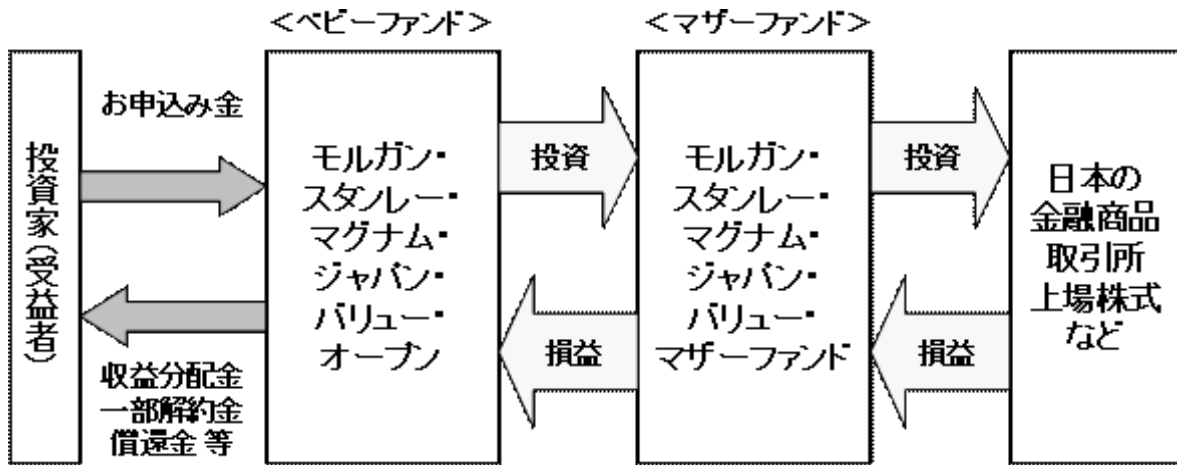 ＜ベビーファンド＞
＜マザーファンド＞
投資家（受益者）
お申込み金
収益分配金
一部解約金
償還金 等
モルガン・
スタンレー・
マグナム・
ジャパン・
バリュー・
オープン
投資
損益
モルガン・
スタンレー・
マグナム・
ジャパン・
バリュー・
マザーファンド
投資
損益
日本の
金融商品
取引所
上場株式
など